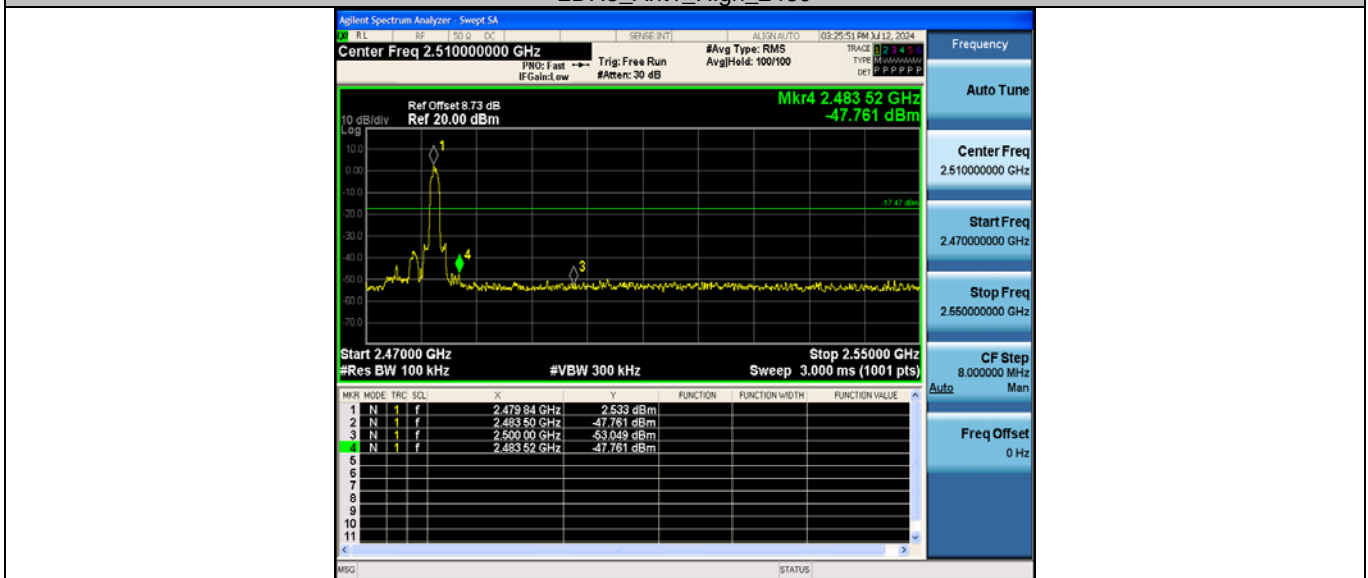 Agilent Spectrum Analyzer - Swept SA
RL RF 50 Ω DC SENSE:INT ALIGN AUTO 03:25:51 PM Jul 12, 2024
Center Freq 2.510000000 GHz
PNO: Fast
IFGain:Low
Trig: Free Run
#Atten: 30 dB
#Avg Type: RMS
Avg|Hold: 100/100
TRACE 1 2 3 4 5 6
TYPE MWWWWW
DET P P P P P P
Frequency
Auto Tune
Center Freq
2.510000000 GHz
Start Freq
2.470000000 GHz
Stop Freq
2.550000000 GHz
CF Step
8.000000 MHz
Auto Man
Freq Offset
0 Hz
Mkr4 2.483 52 GHz
-47.761 dBm
Ref Offset 8.73 dB
10 dB/div Ref 20.00 dBm
Log
10.0
0.00
-10.0
-20.0
-30.0
-40.0
-50.0
-60.0
-70.0
1
4
3
-17.47 dBm
Start 2.47000 GHz Stop 2.55000 GHz
#Res BW 100 kHz #VBW 300 kHz Sweep 3.000 ms (1001 pts)
MKR MODE TRC SCL X Y FUNCTION FUNCTION WIDTH FUNCTION VALUE
1 N 1 f 2.479 84 GHz 2.533 dBm
2 N 1 f 2.483 50 GHz -47.761 dBm
3 N 1 f 2.500 00 GHz -53.049 dBm
4 N 1 f 2.483 52 GHz -47.761 dBm
5
6
7
8
9
10
11
MSG STATUS